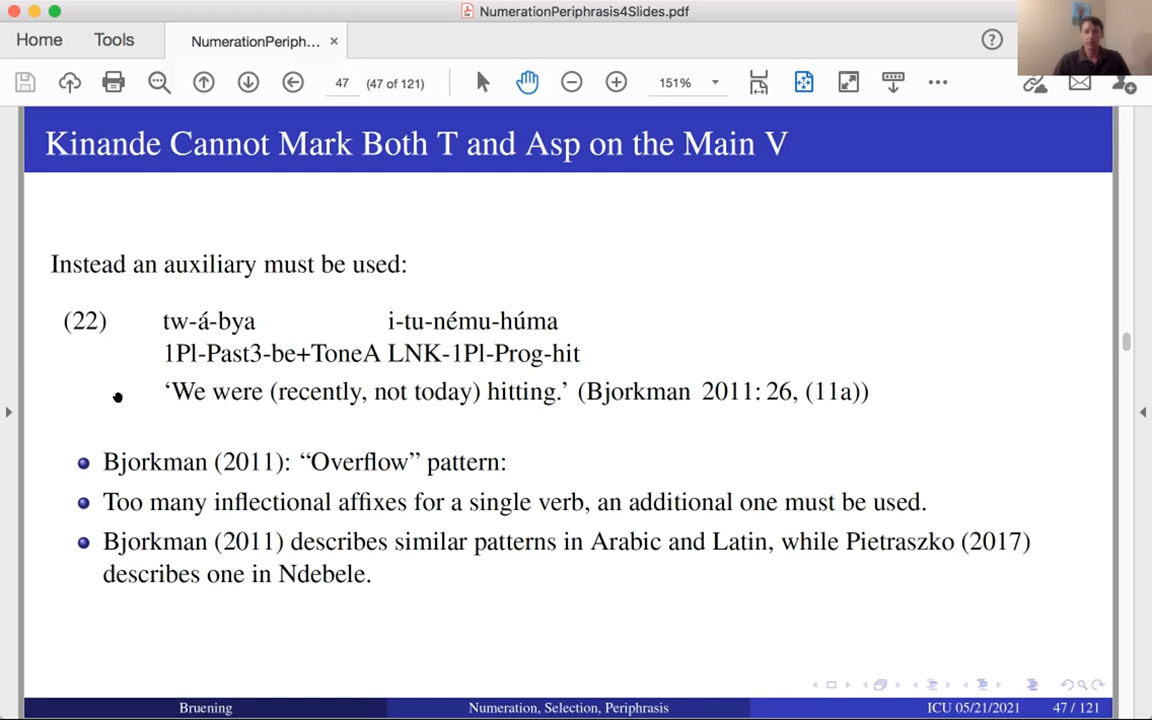 NumerationPeriphrasis4Slides.pdf
Home Tools NumerationPeriph... ×
47 (47 of 121) 151%
Kinande Cannot Mark Both T and Asp on the Main V
Instead an auxiliary must be used:
(22) tw-á-bya i-tu-nému-húma
1Pl-Past3-be+ToneA LNK-1Pl-Prog-hit
‘We were (recently, not today) hitting.’ (Bjorkman 2011: 26, (11a))
Bjorkman (2011): “Overflow” pattern:
Too many inflectional affixes for a single verb, an additional one must be used.
Bjorkman (2011) describes similar patterns in Arabic and Latin, while Pietraszko (2017)
describes one in Ndebele.
Bruening Numeration, Selection, Periphrasis ICU 05/21/2021 47 / 121